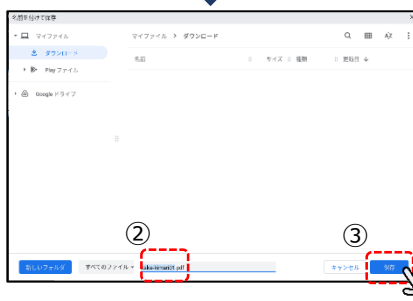 名前を付けて保存
マイファイル
マイファイル > ダウンロード
ダウンロード
名前 サイズ 種類 更新日
Play ファイル
Google ドライブ
② ③
新しいフォルダ すべてのファイル .pdf キャンセル 保存